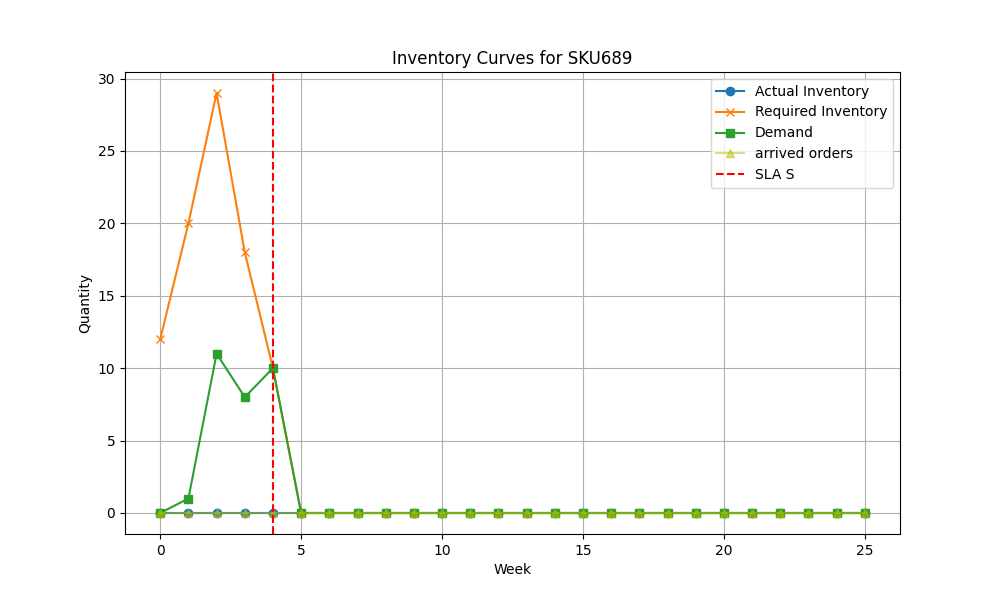 Inventory Curves for SKU689
Actual Inventory
Required Inventory
Demand
arrived orders
SLA S
Quantity
30
25
20
15
10
5
0
0 5 10 15 20 25
Week